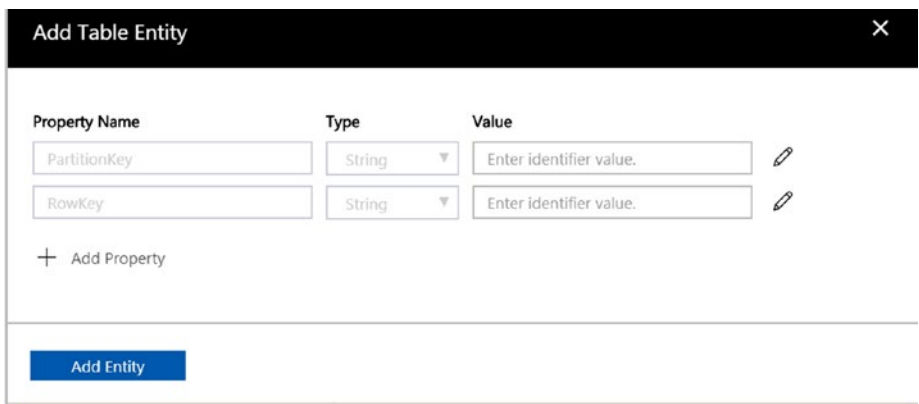 Add Table Entity
Property Name Type Value
PartitionKey String Enter identifier value.
RowKey String Enter identifier value.
Add Property
Add Entity